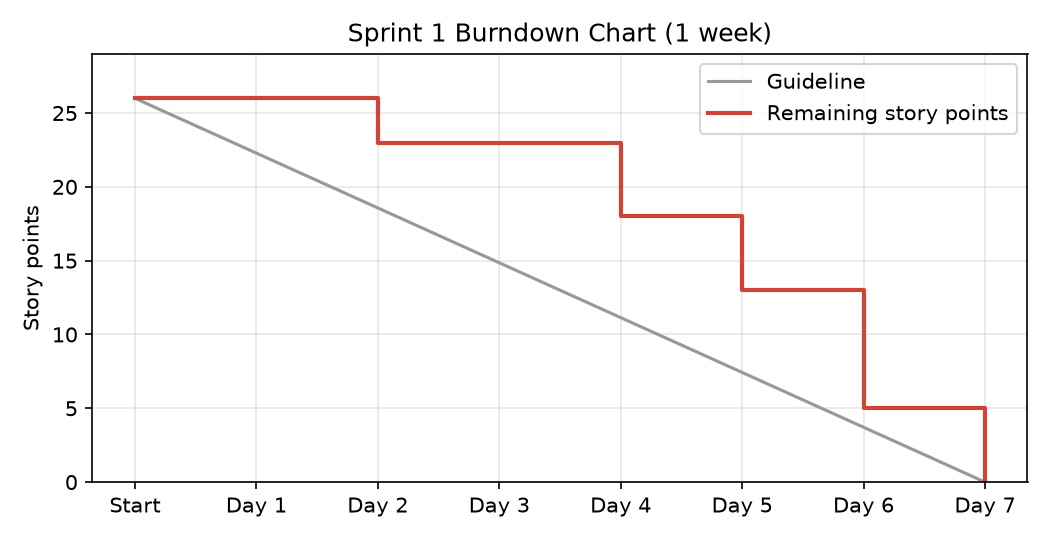 Sprint 1 Burndown Chart (1 week)
Guideline
Remaining story points
Story points
25
20
15
10
5
0
Start Day 1 Day 2 Day 3 Day 4 Day 5 Day 6 Day 7